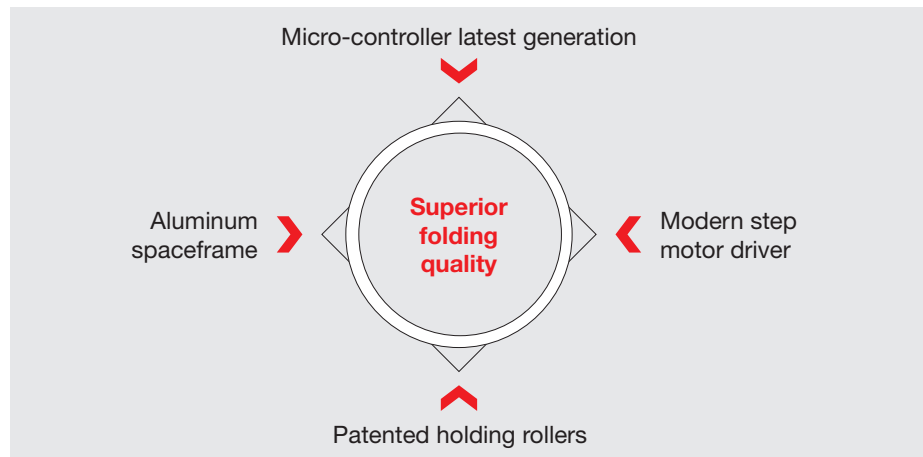 Micro-controller latest generation
Aluminum
spaceframe
Superior
folding
quality
Modern step
motor driver
Patented holding rollers